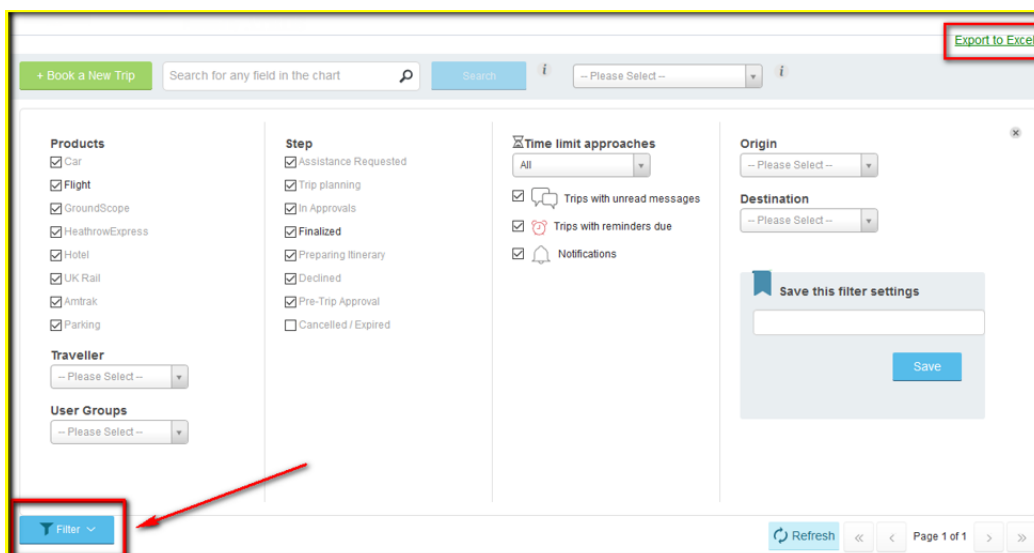 Export to Excel
+ Book a New Trip
Search for any field in the chart
Search
i
-- Please Select --
i
Products
Car
Flight
GroundScope
HeathrowExpress
Hotel
UK Rail
Amtrak
Parking
Traveller
-- Please Select --
User Groups
-- Please Select --
Step
Assistance Requested
Trip planning
In Approvals
Finalized
Preparing Itinerary
Declined
Pre-Trip Approval
Cancelled / Expired
Time limit approaches
All
Trips with unread messages
Trips with reminders due
Notifications
Origin
-- Please Select --
Destination
-- Please Select --
Save this filter settings
Save
Filter
Refresh
« ‹ Page 1 of 1 › »